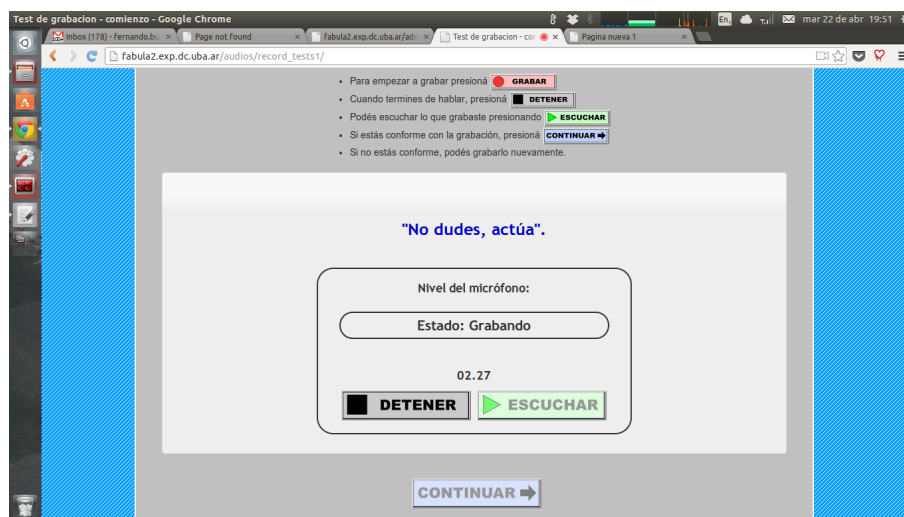 Test de grabacion - comienzo - Google Chrome
En mar 22 de abr 19:51
Inbox (178) - fernando.bu
Page not found
fabula2.exp.dc.uba.ar/adr
Test de grabacion - cor
Pagina nueva 1
fabula2.exp.dc.uba.ar/audios/record_tests1/
• Para empezar a grabar presioná GRABAR
• Cuando termines de hablar, presioná DETENER
• Podés escuchar lo que grabaste presionando ESCUCHAR
• Si estás conforme con la grabación, presioná CONTINUAR
• Si no estás conforme, podés grabarlo nuevamente.
"No dudes, actúa".
Nivel del micrófono:
Estado: Grabando
02.27
DETENER ESCUCHAR
CONTINUAR